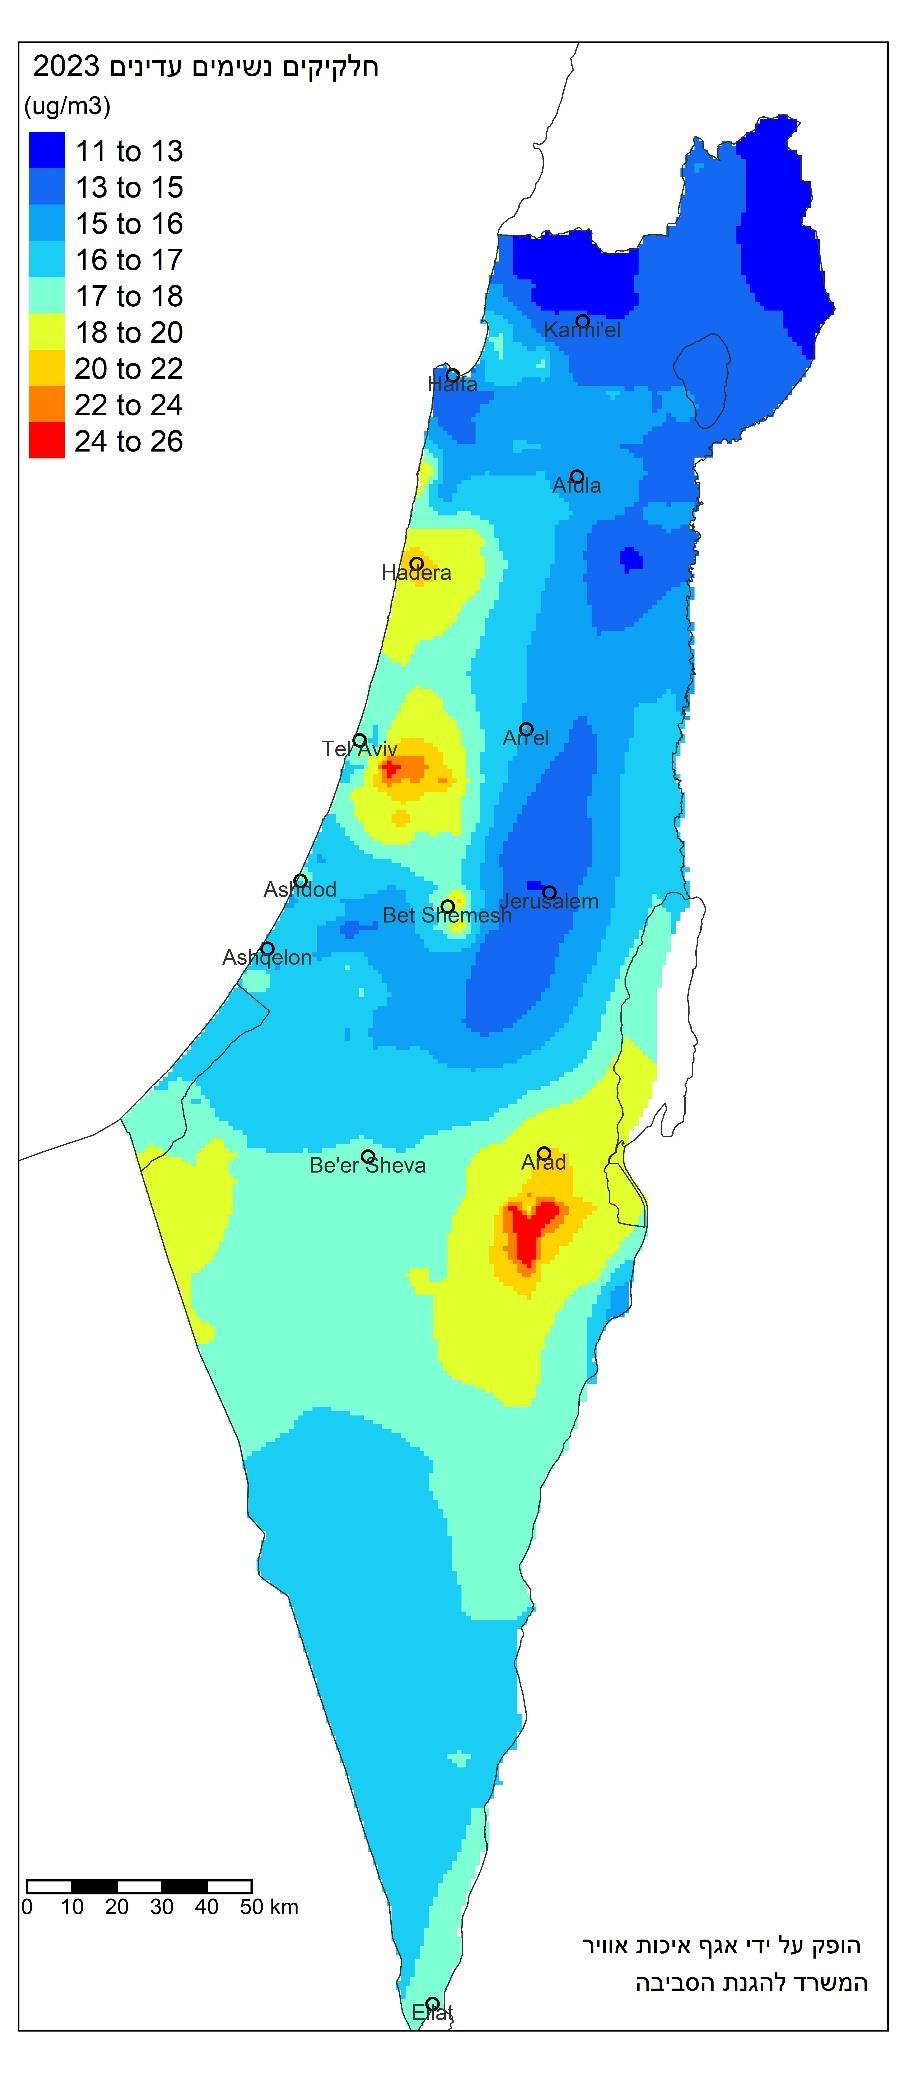 חלקיקים נשימים עדינים 2023
(ug/m3)
11 to 13
13 to 15
15 to 16
16 to 17
17 to 18
18 to 20
20 to 22
22 to 24
24 to 26
Karmi'el
Haifa
Afula
Hadera
Tel Aviv
Ari'el
Ashdod
Jerusalem
Bet Shemesh
Ashqelon
Be'er Sheva
Arad
0 10 20 30 40 50 km
הופק על ידי אגף איכות אוויר
המשרד להגנת הסביבה
Eilat